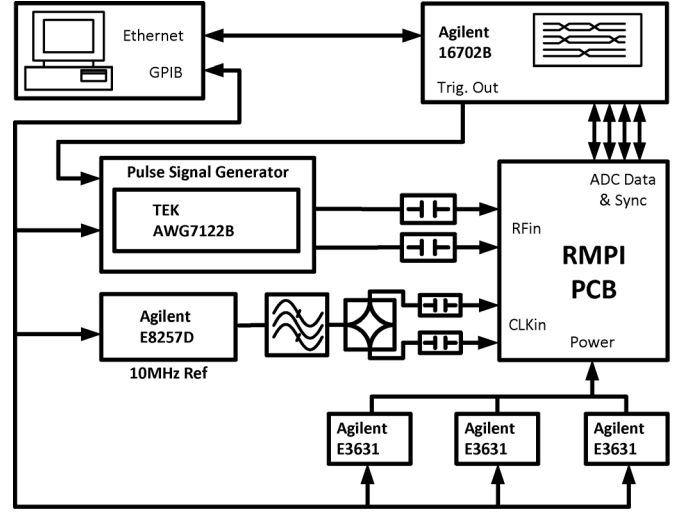 Ethernet
GPIB
Agilent
16702B
Trig. Out
Pulse Signal Generator
TEK
AWG7122B
ADC Data
& Sync
RFin
RMPI
PCB
CLKin
Power
Agilent
E8257D
10MHz Ref
Agilent
E3631
Agilent
E3631
Agilent
E3631